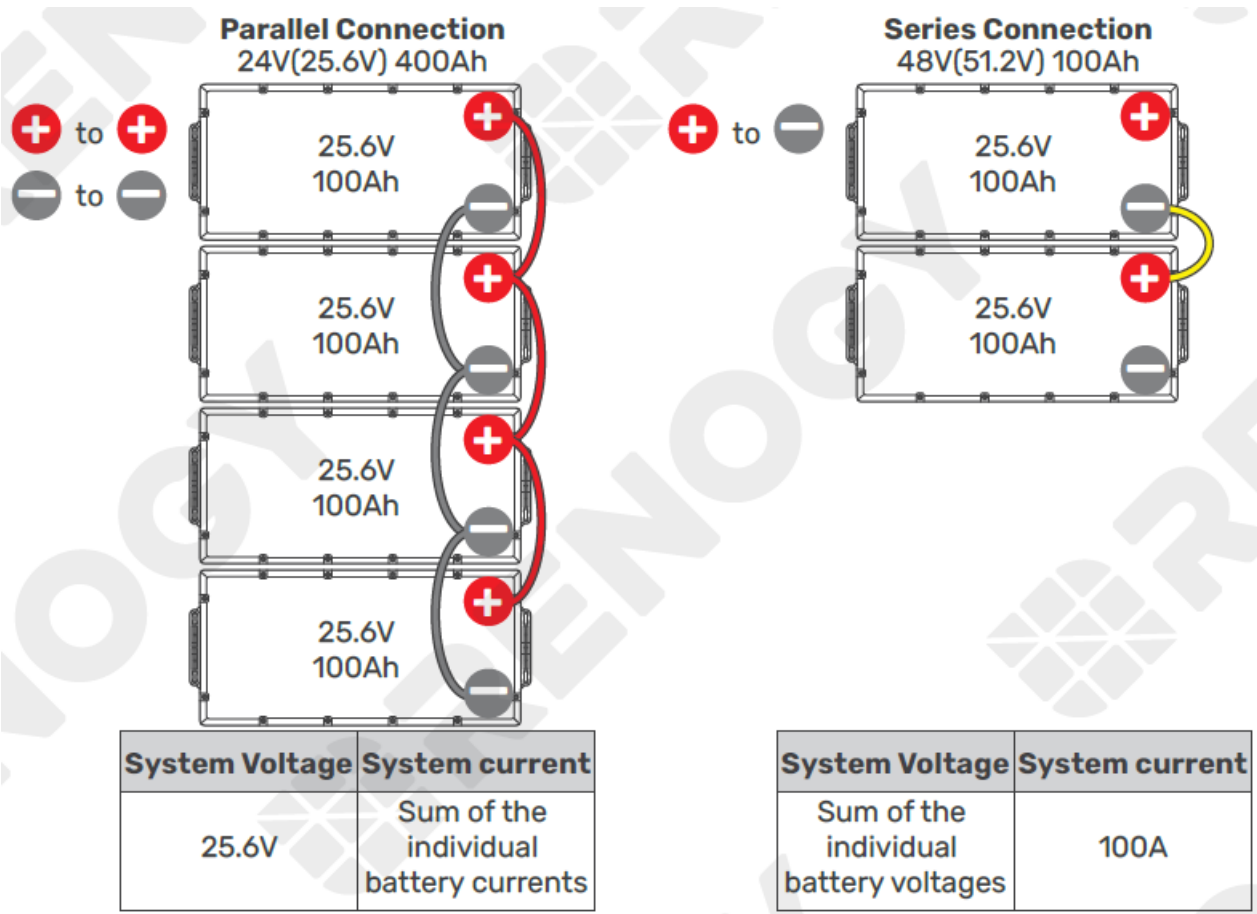 Parallel Connection
24V(25.6V) 400Ah
+ to +
− to −
25.6V
100Ah
25.6V
100Ah
25.6V
100Ah
25.6V
100Ah
System Voltage System current
25.6V
Sum of the
individual
battery currents
Series Connection
48V(51.2V) 100Ah
+ to −
25.6V
100Ah
25.6V
100Ah
System Voltage System current
Sum of the
individual
battery voltages
100A
RENOGY